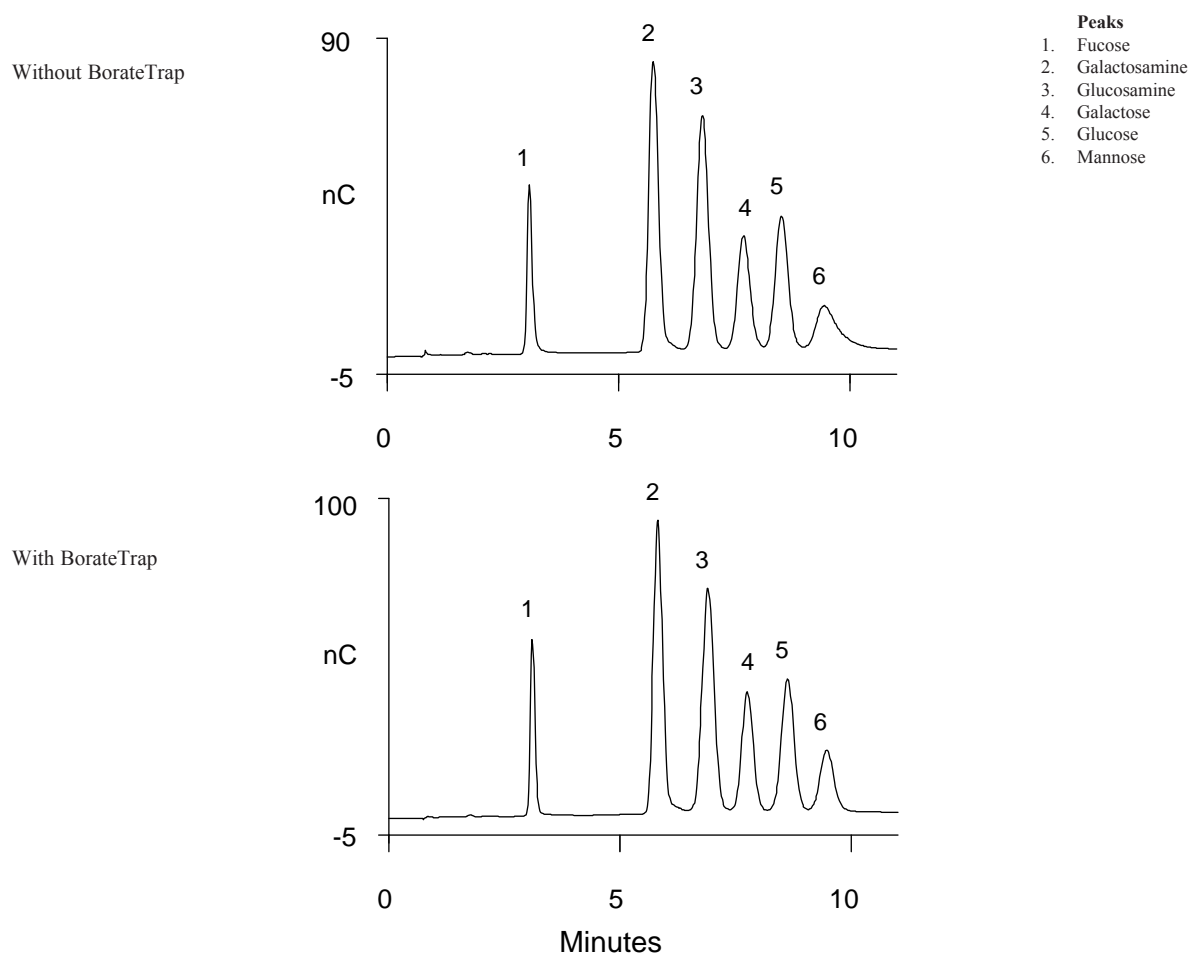 Without BorateTrap
90
nC
-5
1
2
3
4
5
6
0
5
10
Peaks
1. Fucose
2. Galactosamine
3. Glucosamine
4. Galactose
5. Glucose
6. Mannose
With BorateTrap
100
nC
-5
1
2
3
4
5
6
0
5
10
Minutes